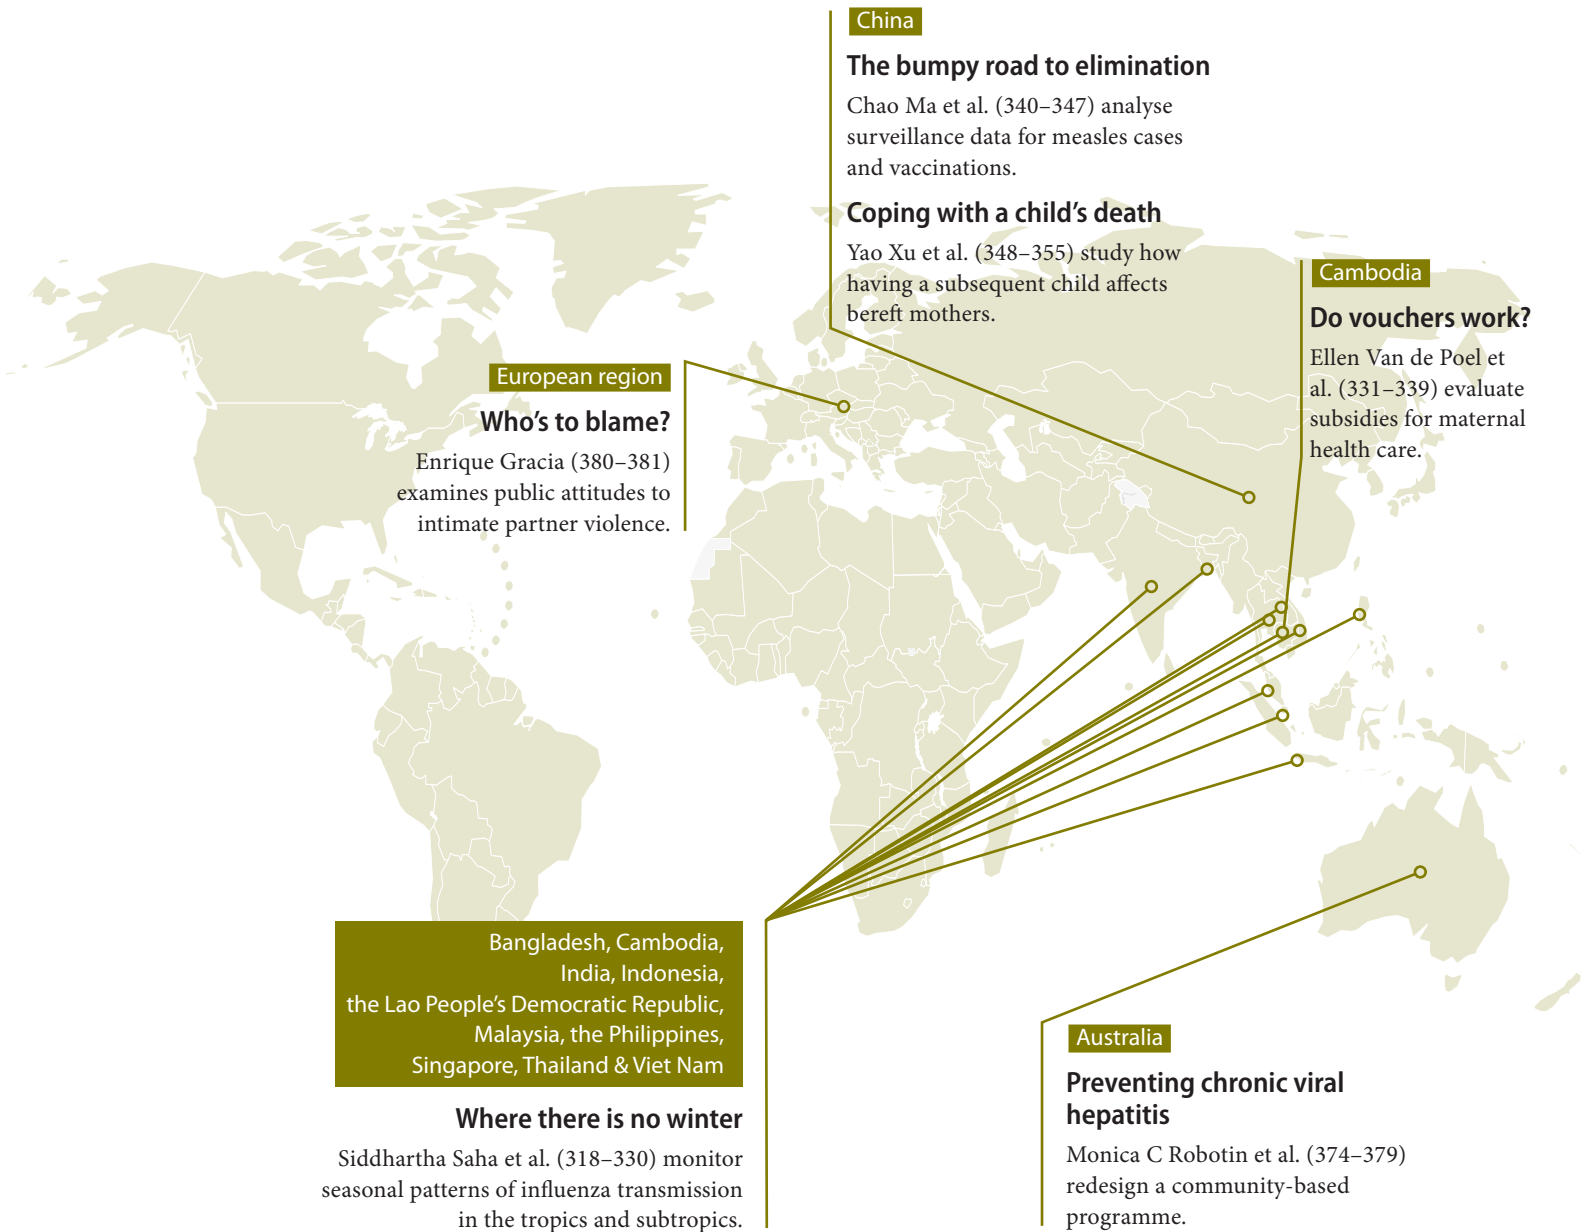 China
The bumpy road to elimination
Chao Ma et al. (340–347) analyse
surveillance data for measles cases
and vaccinations.
Coping with a child's death
Yao Xu et al. (348–355) study how
having a subsequent child affects
bereft mothers.
Cambodia
Do vouchers work?
Ellen Van de Poel et
al. (331–339) evaluate
subsidies for maternal
health care.
European region
Who's to blame?
Enrique Gracia (380–381)
examines public attitudes to
intimate partner violence.
Bangladesh, Cambodia,
India, Indonesia,
the Lao People's Democratic Republic,
Malaysia, the Philippines,
Singapore, Thailand & Viet Nam
Where there is no winter
Siddhartha Saha et al. (318–330) monitor
seasonal patterns of influenza transmission
in the tropics and subtropics.
Australia
Preventing chronic viral
hepatitis
Monica C Robotin et al. (374–379)
redesign a community-based
programme.